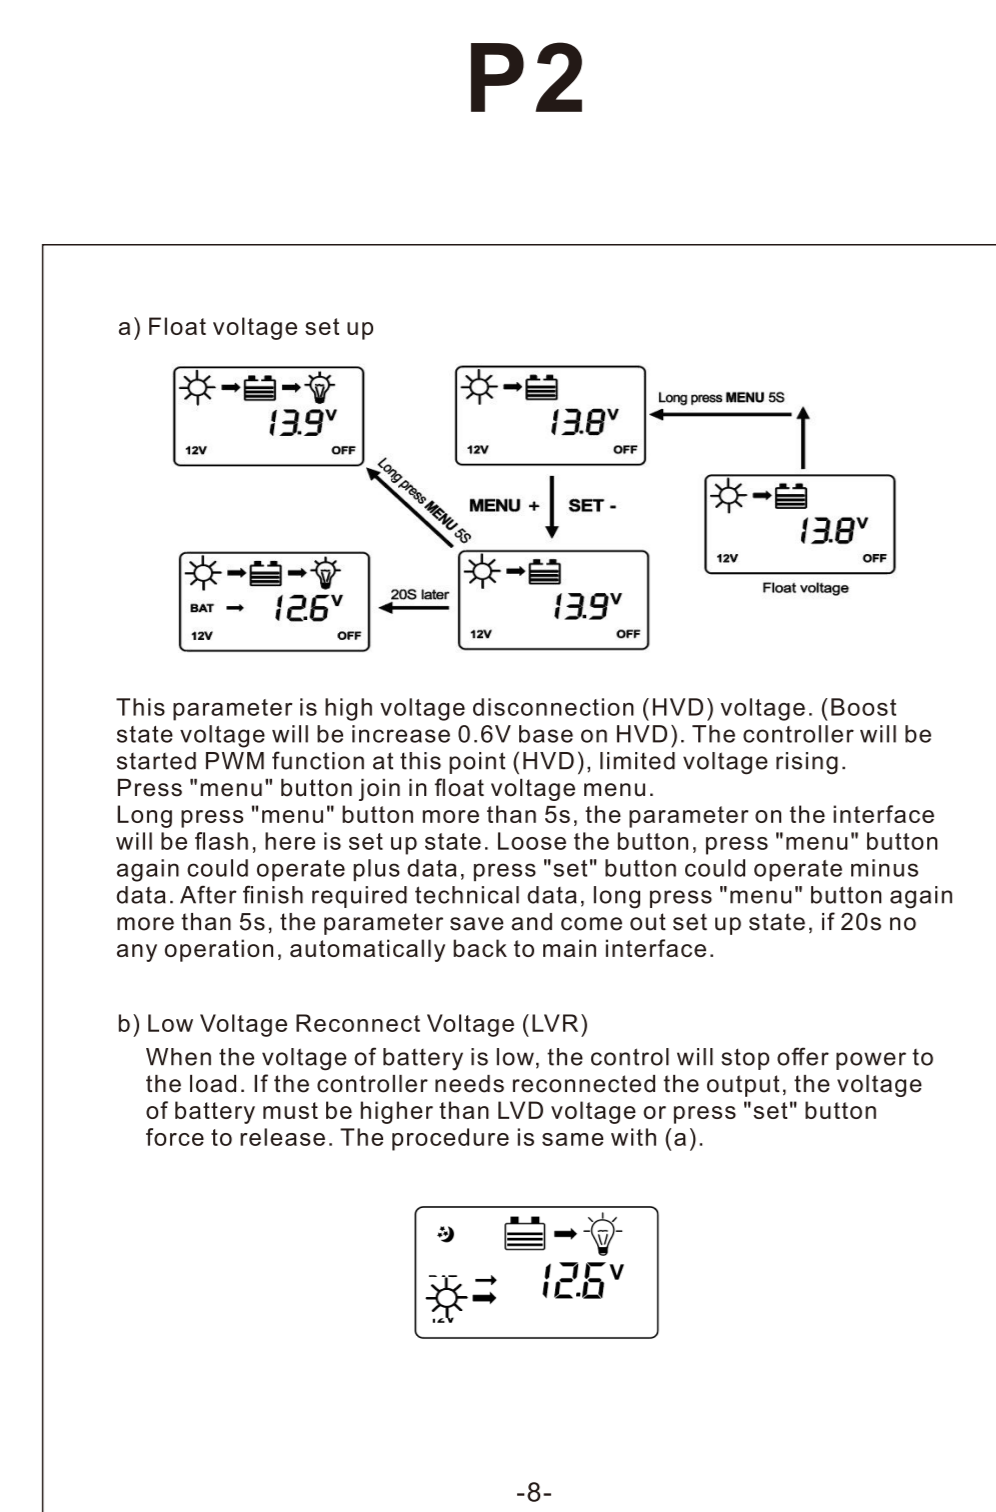 P2
a) Float voltage set up
13.9V
12V OFF
13.8V
12V OFF
Long press MENU 5S
Long press MENU 5S
MENU + SET -
13.8V
12V OFF
Float voltage
BAT 12.6V
12V OFF
20S later
13.9V
12V OFF
This parameter is high voltage disconnection (HVD) voltage. (Boost
state voltage will be increase 0.6V base on HVD). The controller will be
started PWM function at this point (HVD), limited voltage rising.
Press "menu" button join in float voltage menu.
Long press "menu" button more than 5s, the parameter on the interface
will be flash, here is set up state. Loose the button, press "menu" button
again could operate plus data, press "set" button could operate minus
data. After finish required technical data, long press "menu" button again
more than 5s, the parameter save and come out set up state, if 20s no
any operation, automatically back to main interface.
b) Low Voltage Reconnect Voltage (LVR)
When the voltage of battery is low, the control will stop offer power to
the load. If the controller needs reconnected the output, the voltage
of battery must be higher than LVD voltage or press "set" button
force to release. The procedure is same with (a).
12.6V
-8-